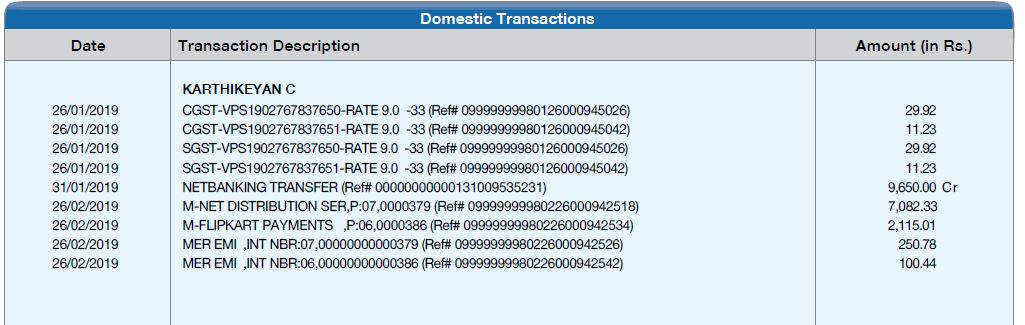 Domestic Transactions
Date Transaction Description Amount (in Rs.)
KARTHIKEYAN C
26/01/2019 CGST-VPS1902767837650-RATE 9.0 -33 (Ref# 09999999980126000945026) 29.92
26/01/2019 CGST-VPS1902767837651-RATE 9.0 -33 (Ref# 09999999980126000945042) 11.23
26/01/2019 SGST-VPS1902767837650-RATE 9.0 -33 (Ref# 09999999980126000945026) 29.92
26/01/2019 SGST-VPS1902767837651-RATE 9.0 -33 (Ref# 09999999980126000945042) 11.23
31/01/2019 NETBANKING TRANSFER (Ref# 00000000000131009535231) 9,650.00 Cr
26/02/2019 M-NET DISTRIBUTION SER,P:07,0000379 (Ref# 09999999980226000942518) 7,082.33
26/02/2019 M-FLIPKART PAYMENTS ,P:06,0000386 (Ref# 09999999980226000942534) 2,115.01
26/02/2019 MER EMI ,INT NBR:07,00000000000379 (Ref# 09999999980226000942526) 250.78
26/02/2019 MER EMI ,INT NBR:06,00000000000386 (Ref# 09999999980226000942542) 100.44